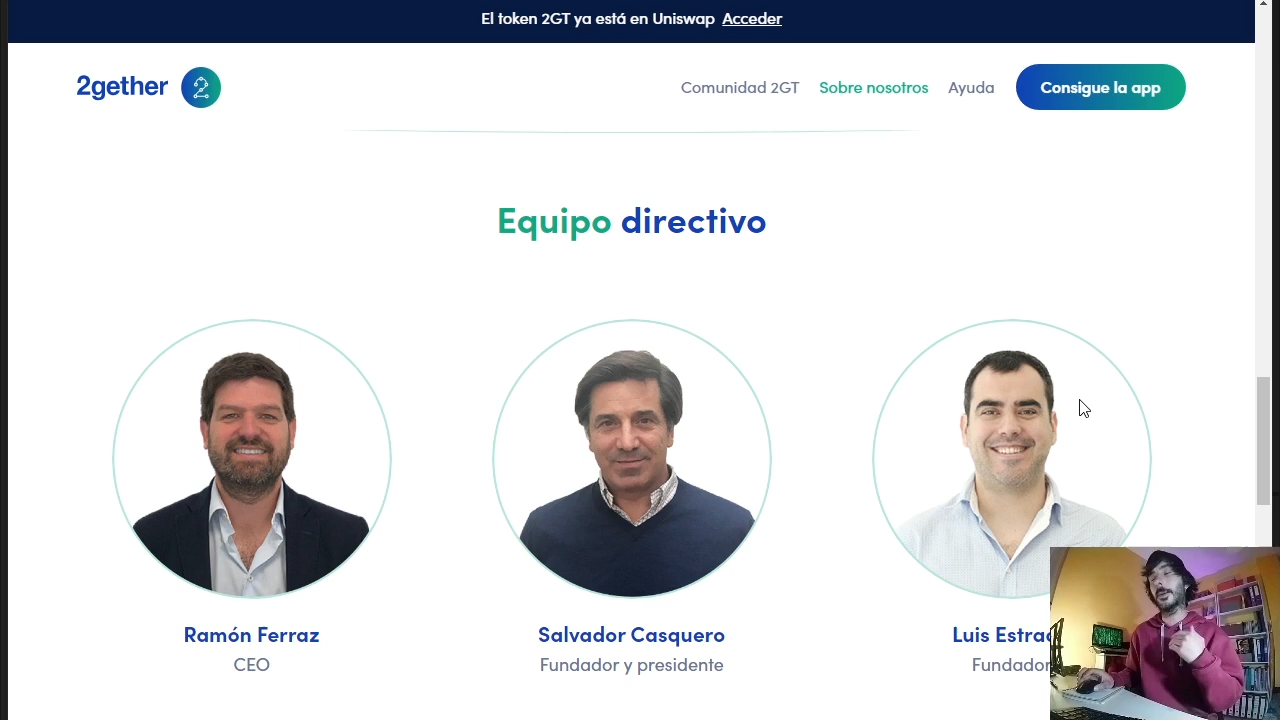 El token 2GT ya está en Uniswap Acceder
2gether
Comunidad 2GT Sobre nosotros Ayuda Consigue la app
Equipo directivo
Ramón Ferraz
CEO
Salvador Casquero
Fundador y presidente
Luis
Fundador